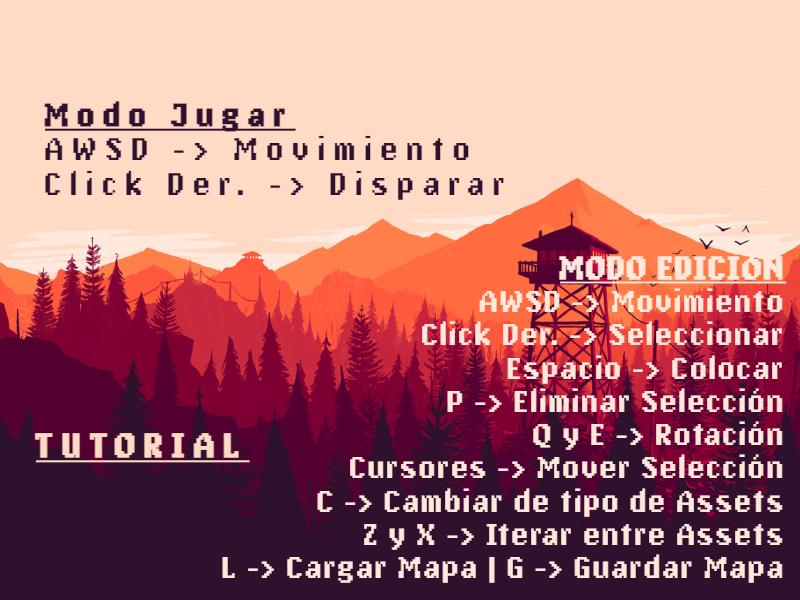 Modo Jugar
AWSD -> Movimiento
Click Der. -> Disparar
MODO EDICION
AWSD -> Movimiento
Click Der. -> Seleccionar
Espacio -> Colocar
P -> Eliminar Selección
Q y E -> Rotación
TUTORIAL
Cursores -> Mover Selección
C -> Cambiar de tipo de Assets
Z y X -> Iterar entre Assets
L -> Cargar Mapa | G -> Guardar Mapa